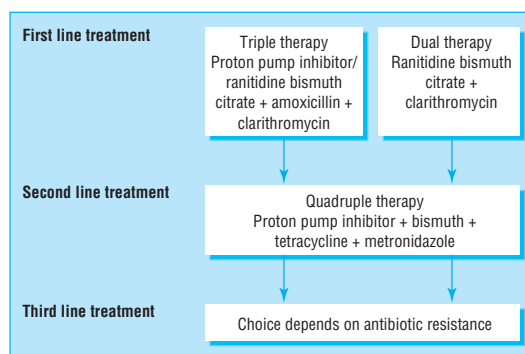 First line treatment
Triple therapy
Proton pump inhibitor/
ranitidine bismuth
citrate + amoxicillin +
clarithromycin
Dual therapy
Ranitidine bismuth
citrate +
clarithromycin
Second line treatment
Quadruple therapy
Proton pump inhibitor + bismuth +
tetracycline + metronidazole
Third line treatment
Choice depends on antibiotic resistance